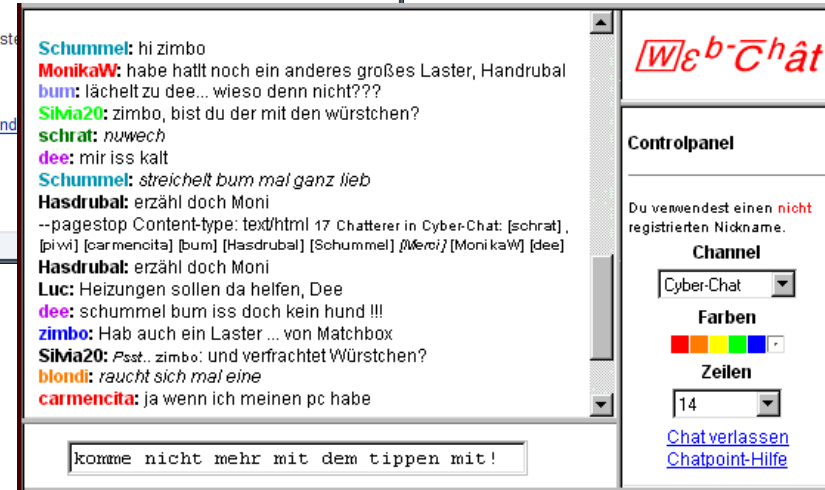 ste
nd
Schummel: hi zimbo
MonikaW: habe hatlt noch ein anderes großes Laster, Handrubal
bum: lächelt zu dee... wieso denn nicht???
Silvia20: zimbo, bist du der mit den würstchen?
schrat: nuwech
dee: mir iss kalt
Schummel: streichelt bum mal ganz lieb
Hasdrubal: erzähl doch Moni
--pagestop Content-type: text/html 17 Chatterer in Cyber-Chat: [schrat] ,
[piwi] [carmencita] [bum] [Hasdrubal] [Schummel] [Merci] [MonikaW] [dee]
Hasdrubal: erzähl doch Moni
Luc: Heizungen sollen da helfen, Dee
dee: schummel bum iss doch kein hund !!!
zimbo: Hab auch ein Laster ... von Matchbox
Silvia20: Psst.. zimbo: und verfrachtet Würstchen?
blondi: raucht sich mal eine
carmencita: ja wenn ich meinen pc habe
komme nicht mehr mit dem tippen mit!
Wεb-C̅hât
Controlpanel
Du verwendest einen nicht
registrierten Nickname.
Channel
Cyber-Chat
Farben
Zeilen
14
Chat verlassen
Chatpoint-Hilfe